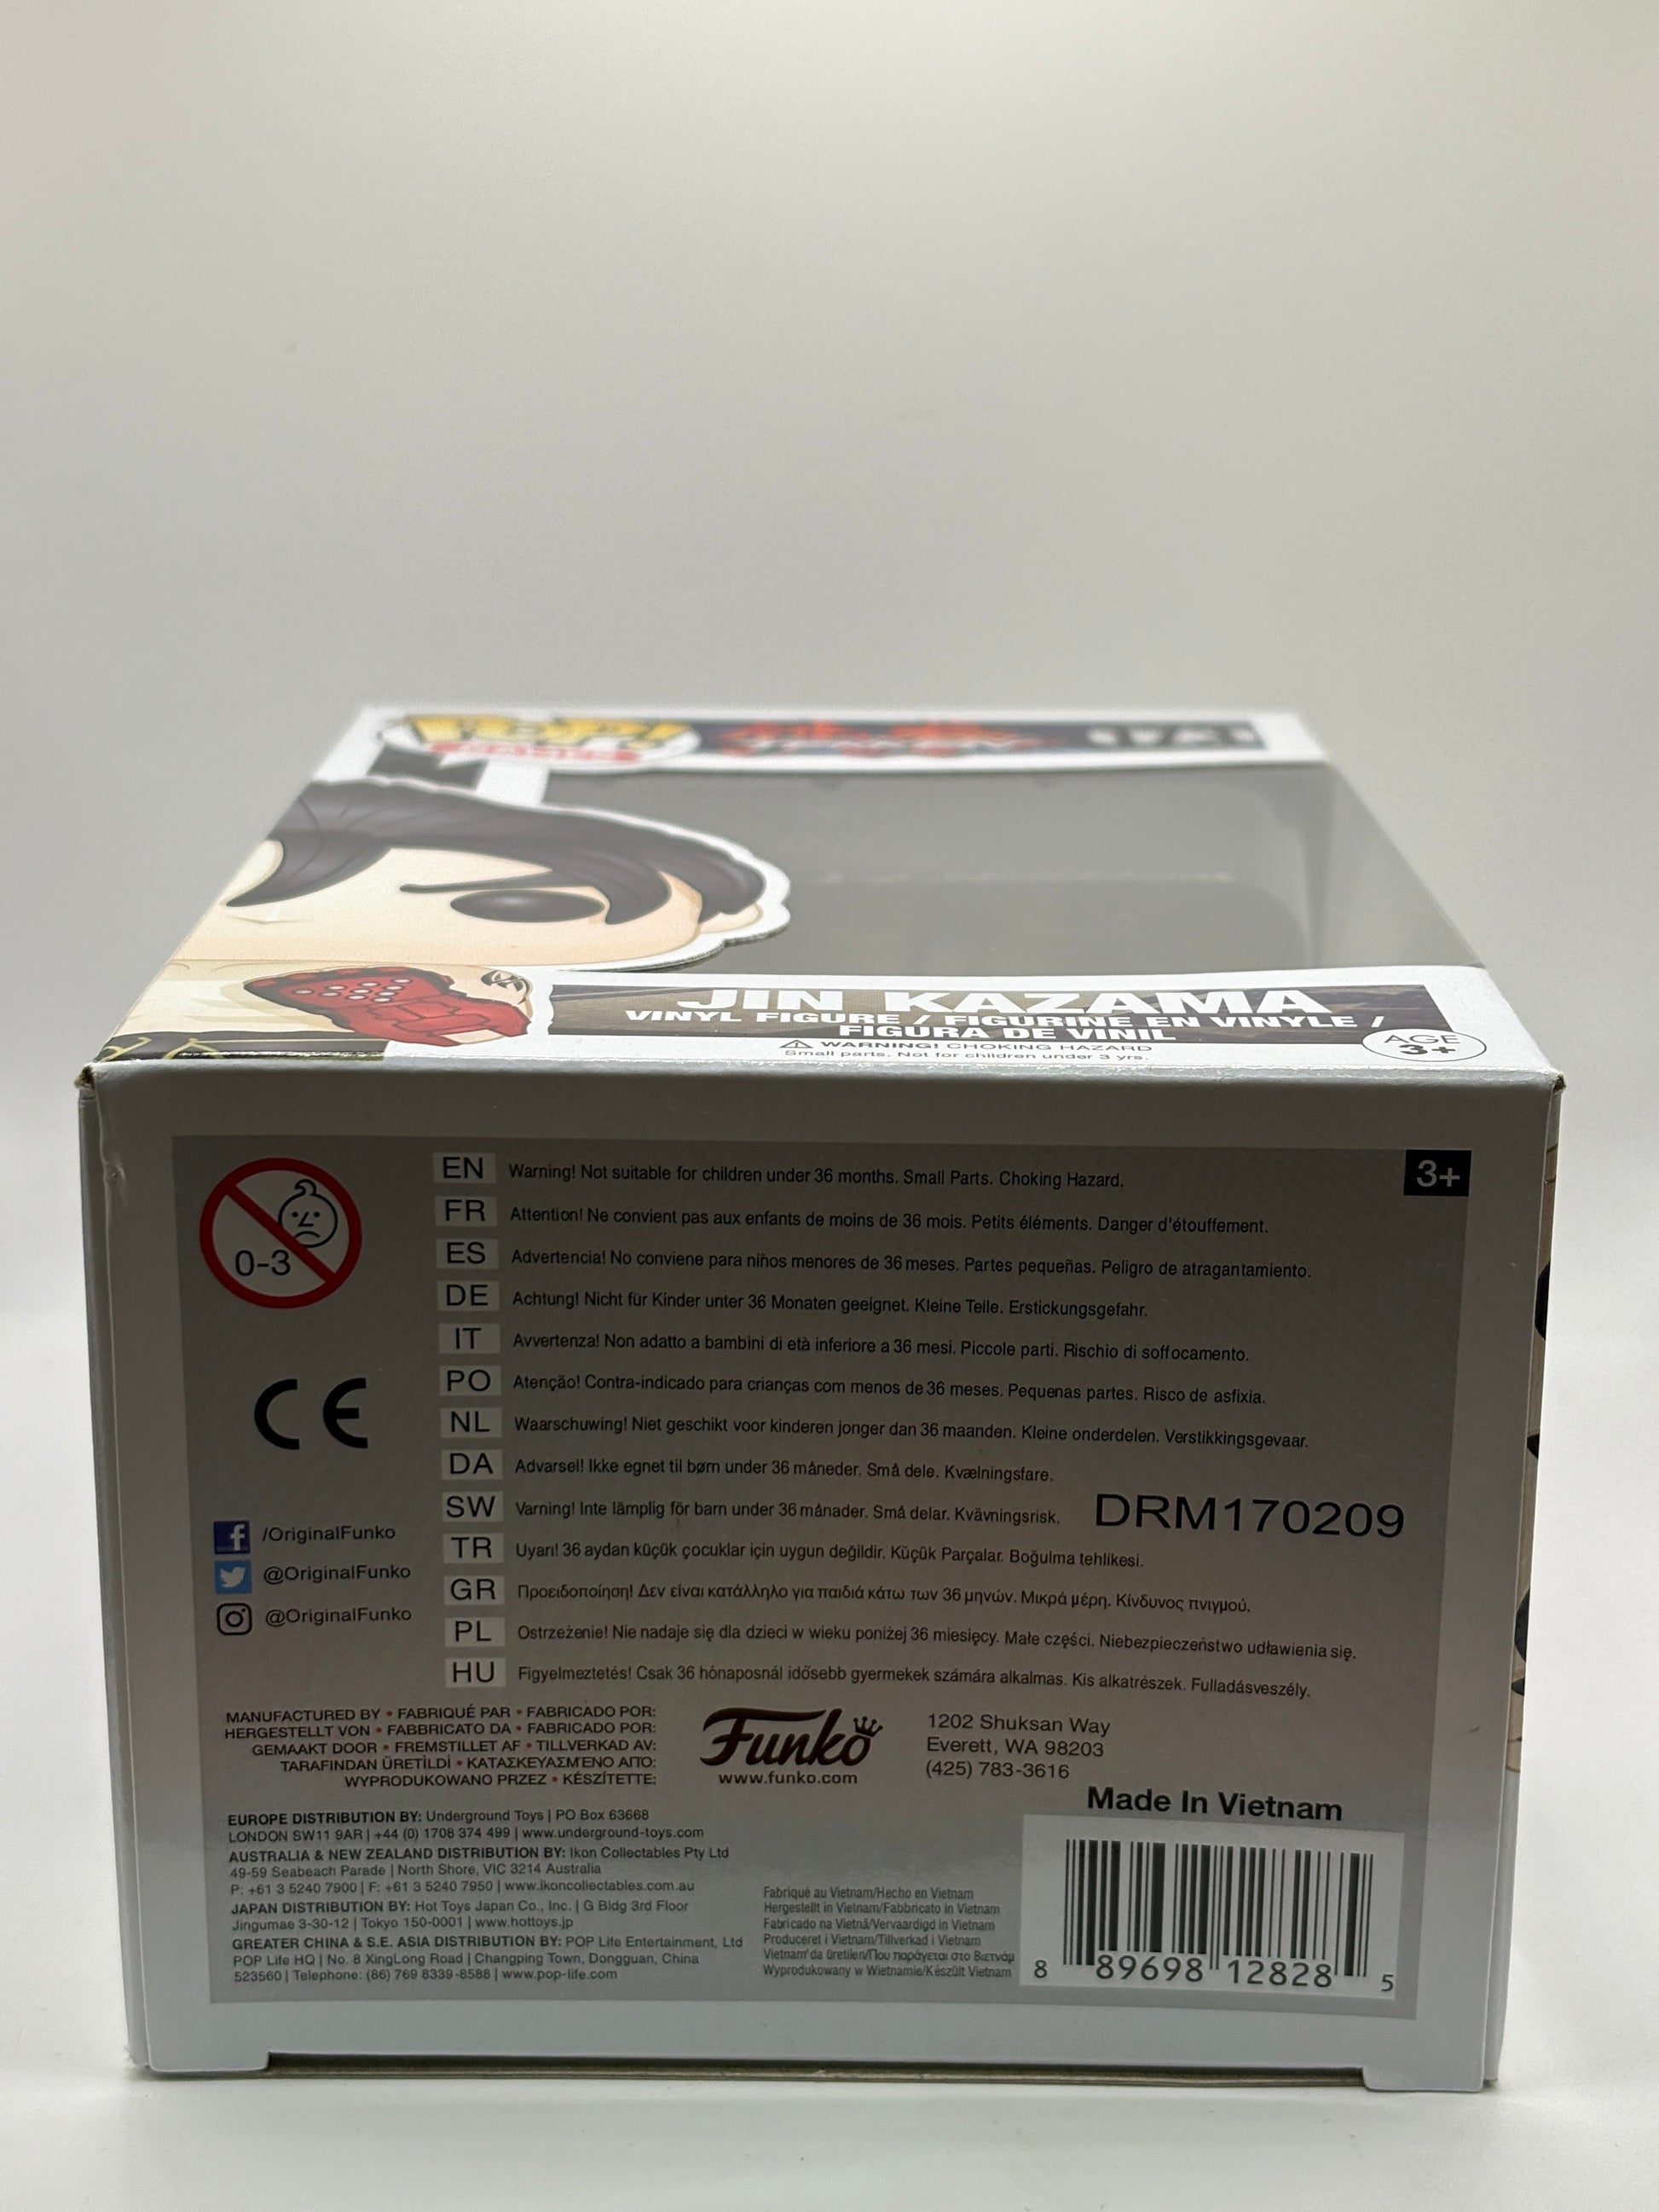 POP!
TEKKEN
JIN KAZAMA
VINYL FIGURE / FIGURINE EN VINYLE /
FIGURA DE VINIL
WARNING! CHOKING HAZARD
Small parts. Not for children under 3 yrs.
AGE
3+
0-3
EN Warning! Not suitable for children under 36 months. Small Parts. Choking Hazard.
3+
FR Attention! Ne convient pas aux enfants de moins de 36 mois. Petits éléments. Danger d'étouffement.
ES Advertencia! No conviene para niños menores de 36 meses. Partes pequeñas. Peligro de atragantamiento.
DE Achtung! Nicht für Kinder unter 36 Monaten geeignet. Kleine Teile. Erstickungsgefahr.
IT Avvertenza! Non adatto a bambini di età inferiore a 36 mesi. Piccole parti. Rischio di soffocamento.
PO Atenção! Contra-indicado para crianças com menos de 36 meses. Pequenas partes. Risco de asfixia.
NL Waarschuwing! Niet geschikt voor kinderen jonger dan 36 maanden. Kleine onderdelen. Verstikkingsgevaar.
DA Advarsel! Ikke egnet til børn under 36 måneder. Små dele. Kvælningsfare.
SW Varning! Inte lämplig för barn under 36 månader. Små delar. Kvävningsrisk.
DRM170209
TR Uyarı! 36 aydan küçük çocuklar için uygun değildir. Küçük Parçalar. Boğulma tehlikesi.
GR Προειδοποίηση! Δεν είναι κατάλληλο για παιδιά κάτω των 36 μηνών. Μικρά μέρη. Κίνδυνος πνιγμού.
PL Ostrzeżenie! Nie nadaje się dla dzieci w wieku poniżej 36 miesięcy. Małe części. Niebezpieczeństwo udławienia się.
HU Figyelmeztetés! Csak 36 hónaposnál idősebb gyermekek számára alkalmas. Kis alkatrészek. Fulladásveszély.
CE
/OriginalFunko
@OriginalFunko
@OriginalFunko
MANUFACTURED BY • FABRIQUÉ PAR • FABRICADO POR:
HERGESTELLT VON • FABBRICATO DA • FABRICADO POR:
GEMAAKT DOOR • FREMSTILLET AF • TILLVERKAD AV:
TARAFINDAN ÜRETİLDİ • ΚΑΤΑΣΚΕΥΑΣΜΈΝΟ ΑΠΌ:
WYPRODUKOWANO PRZEZ • KÉSZÍTETTE:
Funko
www.funko.com
1202 Shuksan Way
Everett, WA 98203
(425) 783-3616
Made In Vietnam
EUROPE DISTRIBUTION BY: Underground Toys | PO Box 63668
LONDON SW11 9AR | +44 (0) 1708 374 499 | www.underground-toys.com
AUSTRALIA & NEW ZEALAND DISTRIBUTION BY: Ikon Collectables Pty Ltd
49-59 Seabeach Parade | North Shore, VIC 3214 Australia
P: +61 3 5240 7900 | F: +61 3 5240 7950 | www.ikoncollectables.com.au
JAPAN DISTRIBUTION BY: Hot Toys Japan Co., Inc. | G Bldg 3rd Floor
Jingumae 3-30-12 | Tokyo 150-0001 | www.hottoys.jp
GREATER CHINA & S.E. ASIA DISTRIBUTION BY: POP Life Entertainment, Ltd
POP Life HQ | No. 8 XingLong Road | Changping Town, Dongguan, China
523560 | Telephone: (86) 769 8339-8588 | www.pop-life.com
Fabriqué au Vietnam/Hecho en Vietnam
Hergestellt in Vietnam/Fabbricato in Vietnam
Fabricado na Vietnã/Vervaardigd in Vietnam
Produceret i Vietnam/Tillverkad i Vietnam
Vietnam'da üretilen/Που παράγεται στο Βιετνάμ
Wyprodukowany w Wietnamie/Készült Vietnam
8 89698 12828 5